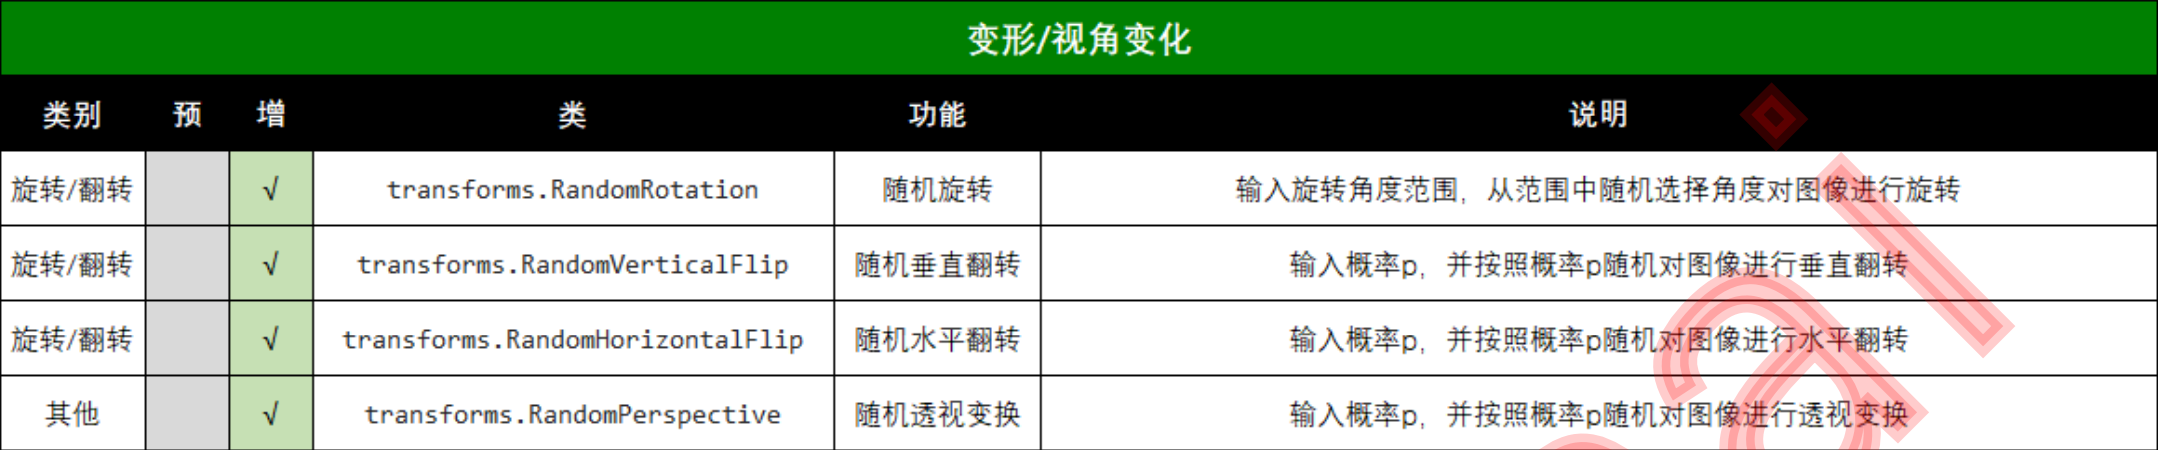 变形/视角变化
类别 预 增 类 功能 说明
旋转/翻转 √ transforms.RandomRotation 随机旋转 输入旋转角度范围，从范围中随机选择角度对图像进行旋转
旋转/翻转 √ transforms.RandomVerticalFlip 随机垂直翻转 输入概率p，并按照概率p随机对图像进行垂直翻转
旋转/翻转 √ transforms.RandomHorizontalFlip 随机水平翻转 输入概率p，并按照概率p随机对图像进行水平翻转
其他 √ transforms.RandomPerspective 随机透视变换 输入概率p，并按照概率p随机对图像进行透视变换